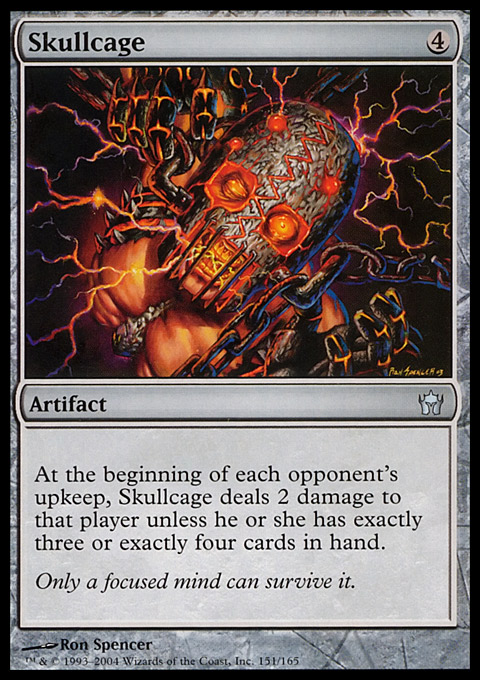 Skullcage 4
Artifact
At the beginning of each opponent's
upkeep, Skullcage deals 2 damage to
that player unless he or she has exactly
three or exactly four cards in hand.
Only a focused mind can survive it.
Ron Spencer
™ & © 1993–2004 Wizards of the Coast, Inc. 151/165